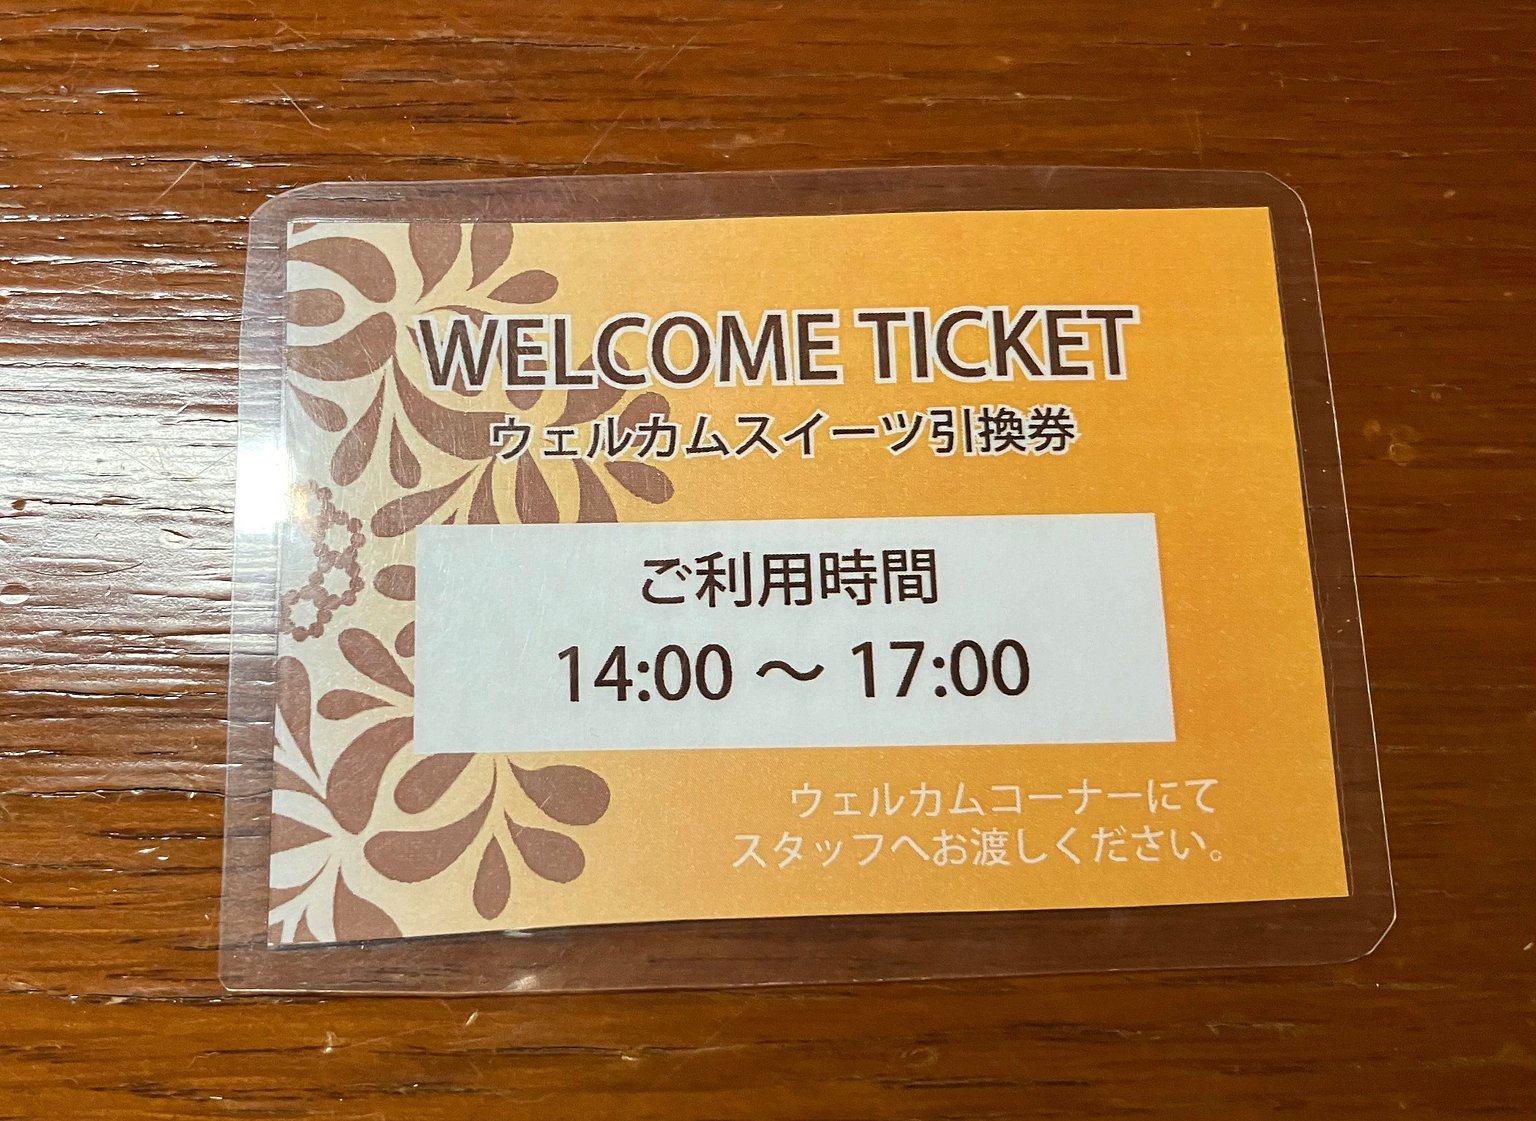 WELCOME TICKET
ウェルカムスイーツ引換券
ご利用時間
14:00 ～ 17:00
ウェルカムコーナーにて
スタッフへお渡しください。